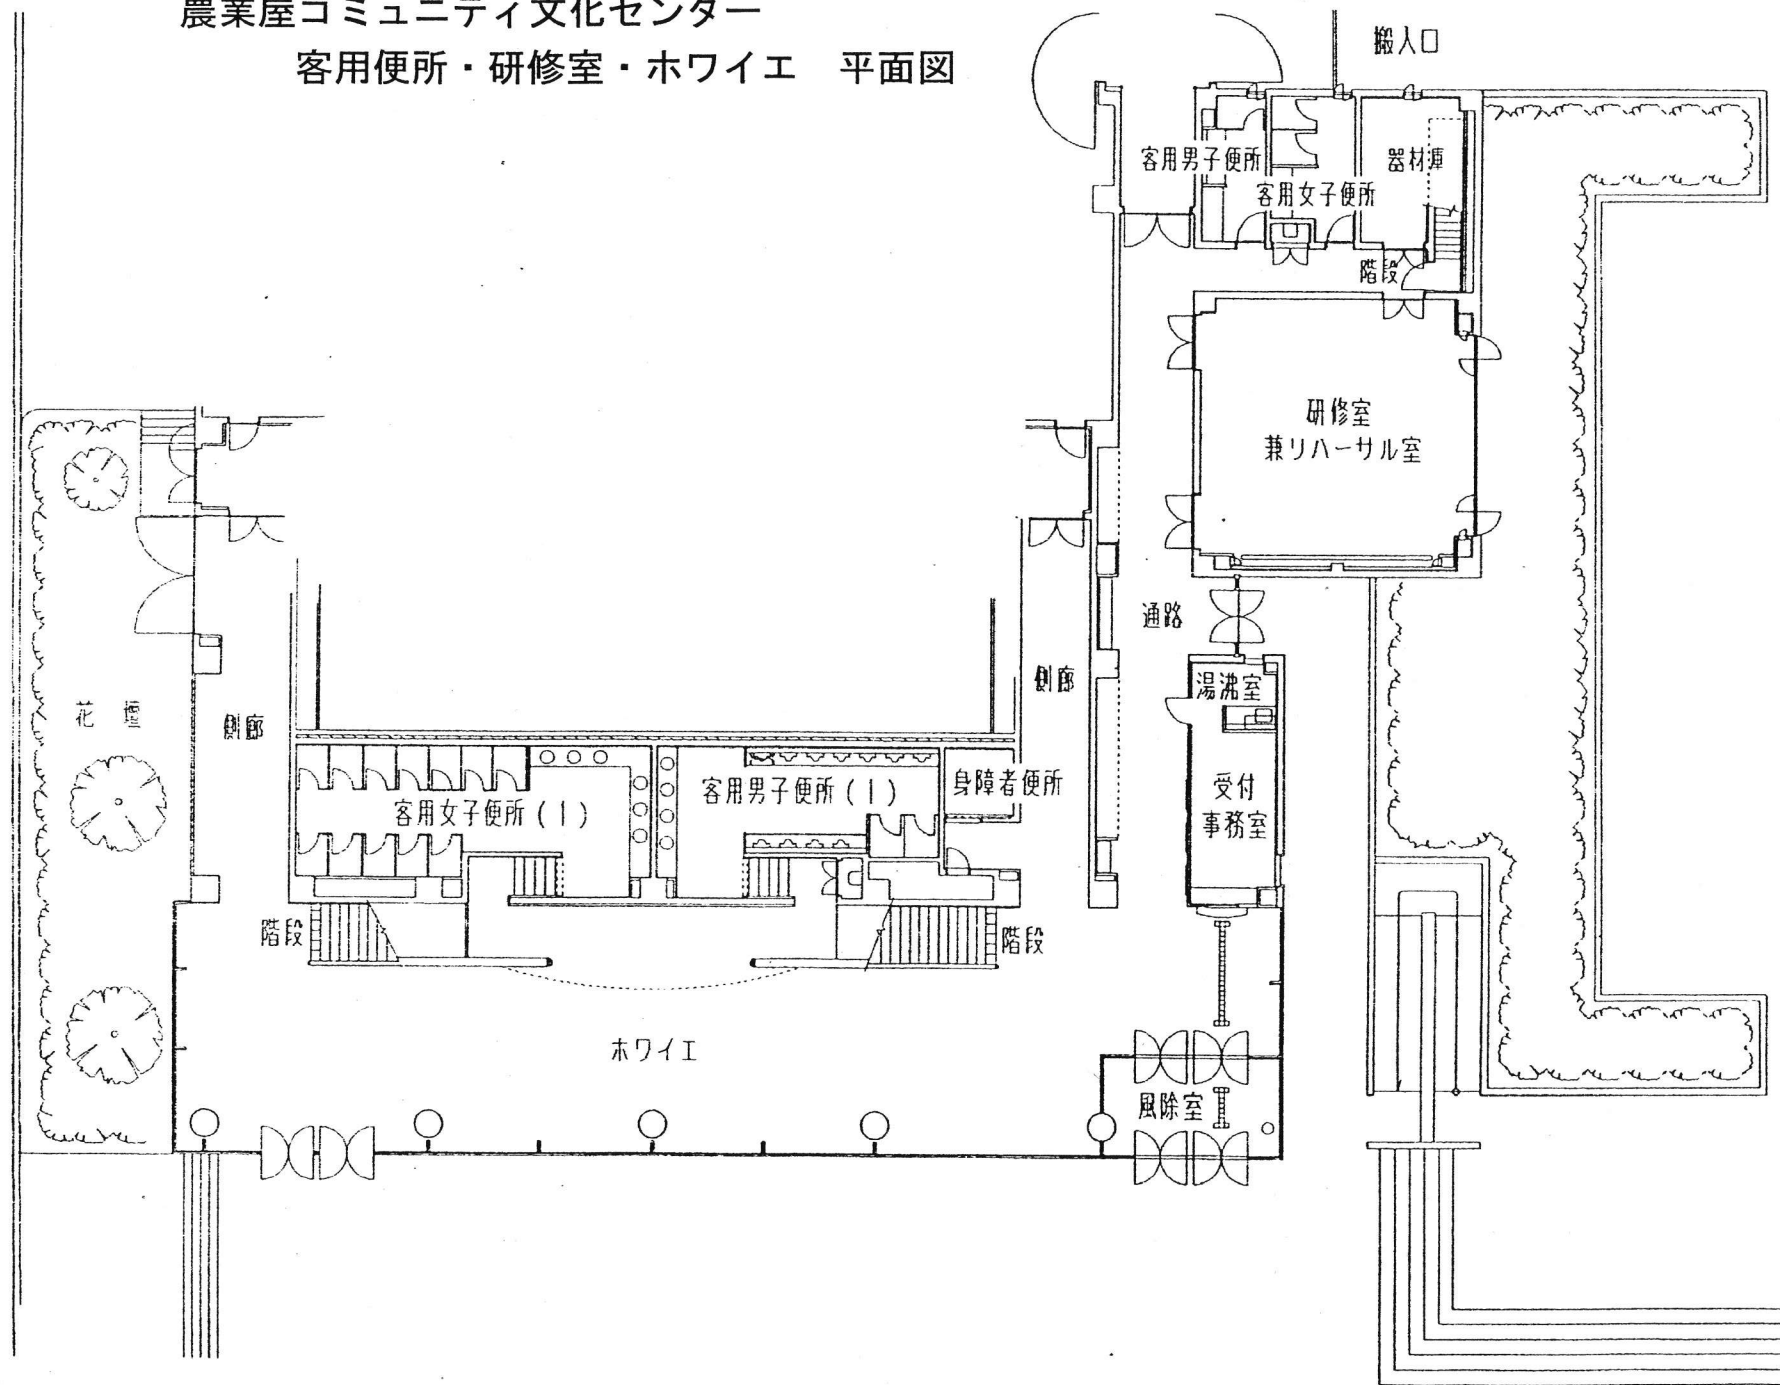 農業屋コミュニティ文化センター
客用便所・研修室・ホワイエ 平面図
搬入口
客用男子便所
客用女子便所
器材庫
階段
研修室
兼リハーサル室
通路
湯沸室
受付
事務室
側廊
側廊
花壇
客用女子便所(1)
客用男子便所(1)
身障者便所
階段
階段
ホワイエ
風除室